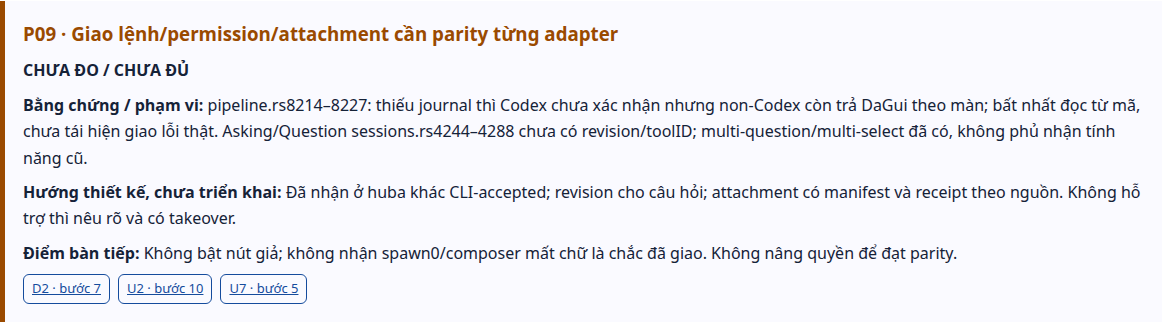 P09 · Giao lệnh/permission/attachment cần parity từng adapter
CHƯA ĐO / CHƯA ĐỦ
Bằng chứng / phạm vi: pipeline.rs8214–8227: thiếu journal thì Codex chưa xác nhận nhưng non-Codex còn trả DaGui theo màn; bất nhất đọc từ mã,
chưa tái hiện giao lỗi thật. Asking/Question sessions.rs4244–4288 chưa có revision/toolID; multi-question/multi-select đã có, không phủ nhận tính
năng cũ.
Hướng thiết kế, chưa triển khai: Đã nhận ở huba khác CLI-accepted; revision cho câu hỏi; attachment có manifest và receipt theo nguồn. Không hỗ
trợ thì nêu rõ và có takeover.
Điểm bàn tiếp: Không bật nút giả; không nhận spawn0/composer mất chữ là chắc đã giao. Không nâng quyền để đạt parity.
D2 · bước 7 U2 · bước 10 U7 · bước 5